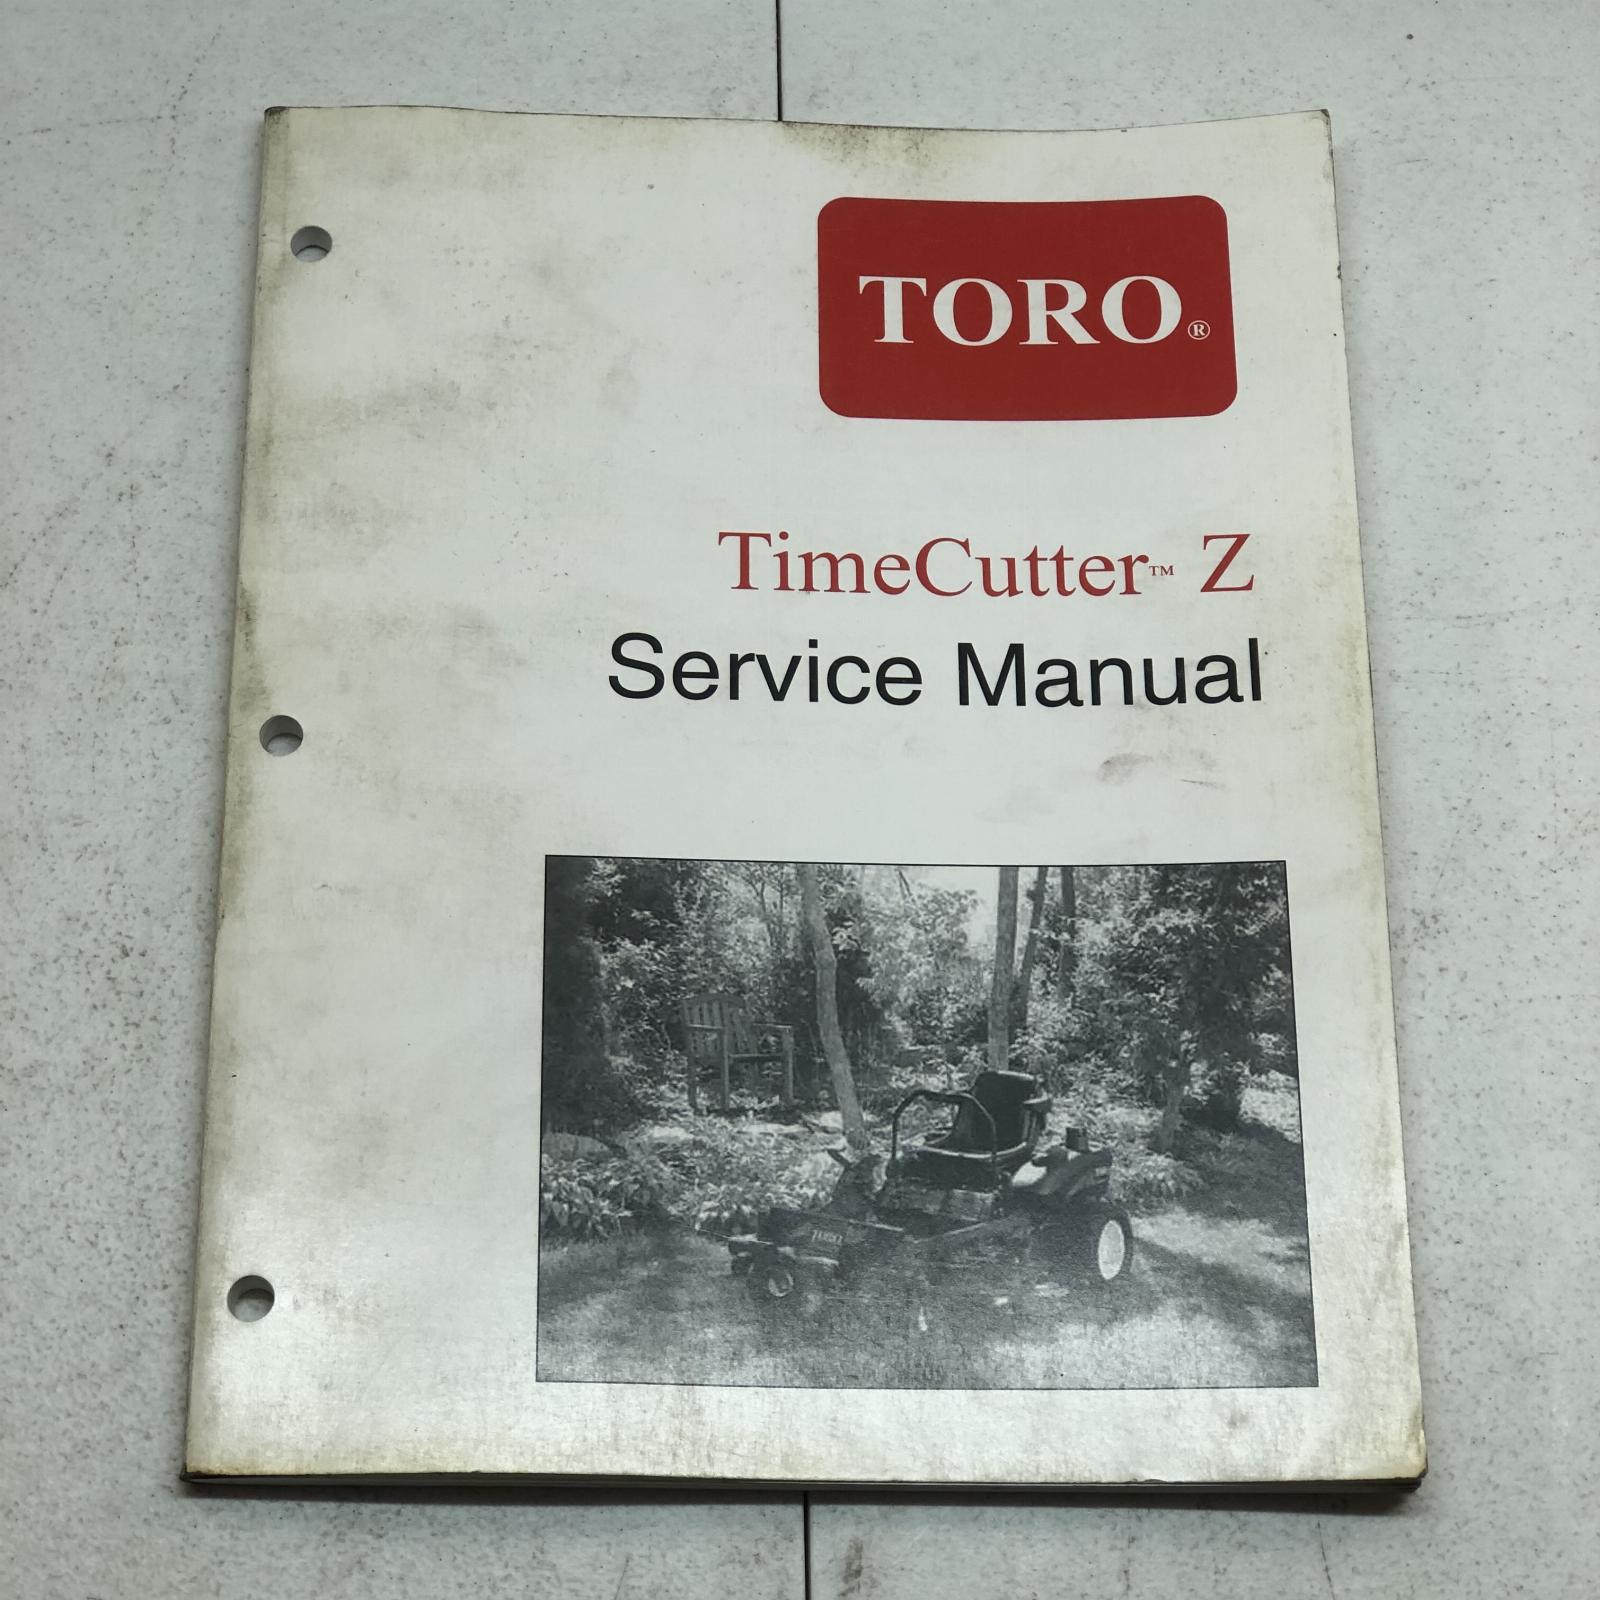 TORO®
TimeCutter™ Z
Service Manual